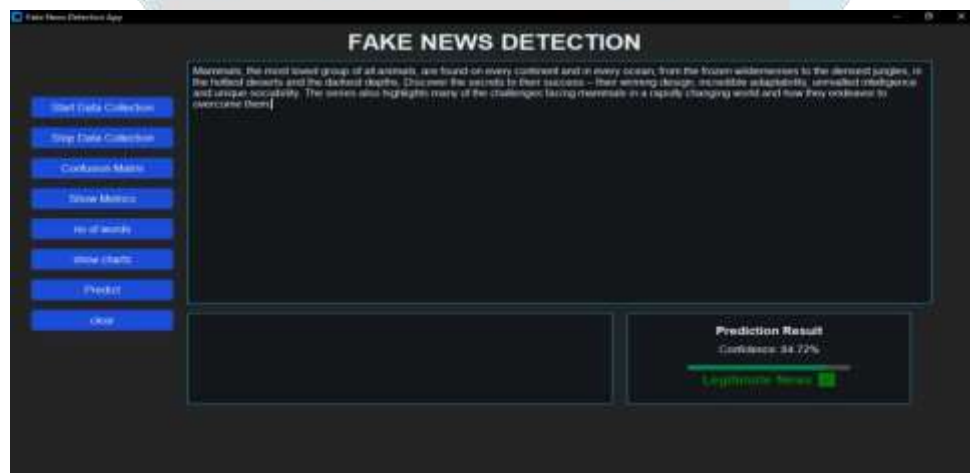 Fake News Detection App
FAKE NEWS DETECTION
Mammals, the most loved group of all animals, are found on every continent and in every ocean, from the frozen wildernesses to the densest jungles, in
the hottest deserts and the darkest depths. Discover the secrets to their success – their winning design, incredible adaptability, unrivalled intelligence
and unique sociability. The series also highlights many of the challenges facing mammals in a rapidly changing world and how they endeavor to
overcome them
Start Data Collection
Stop Data Collection
Confusion Matrix
Show Metrics
no of words
show charts
Predict
clear
Prediction Result
Confidence: 84.72%
Legitimate News